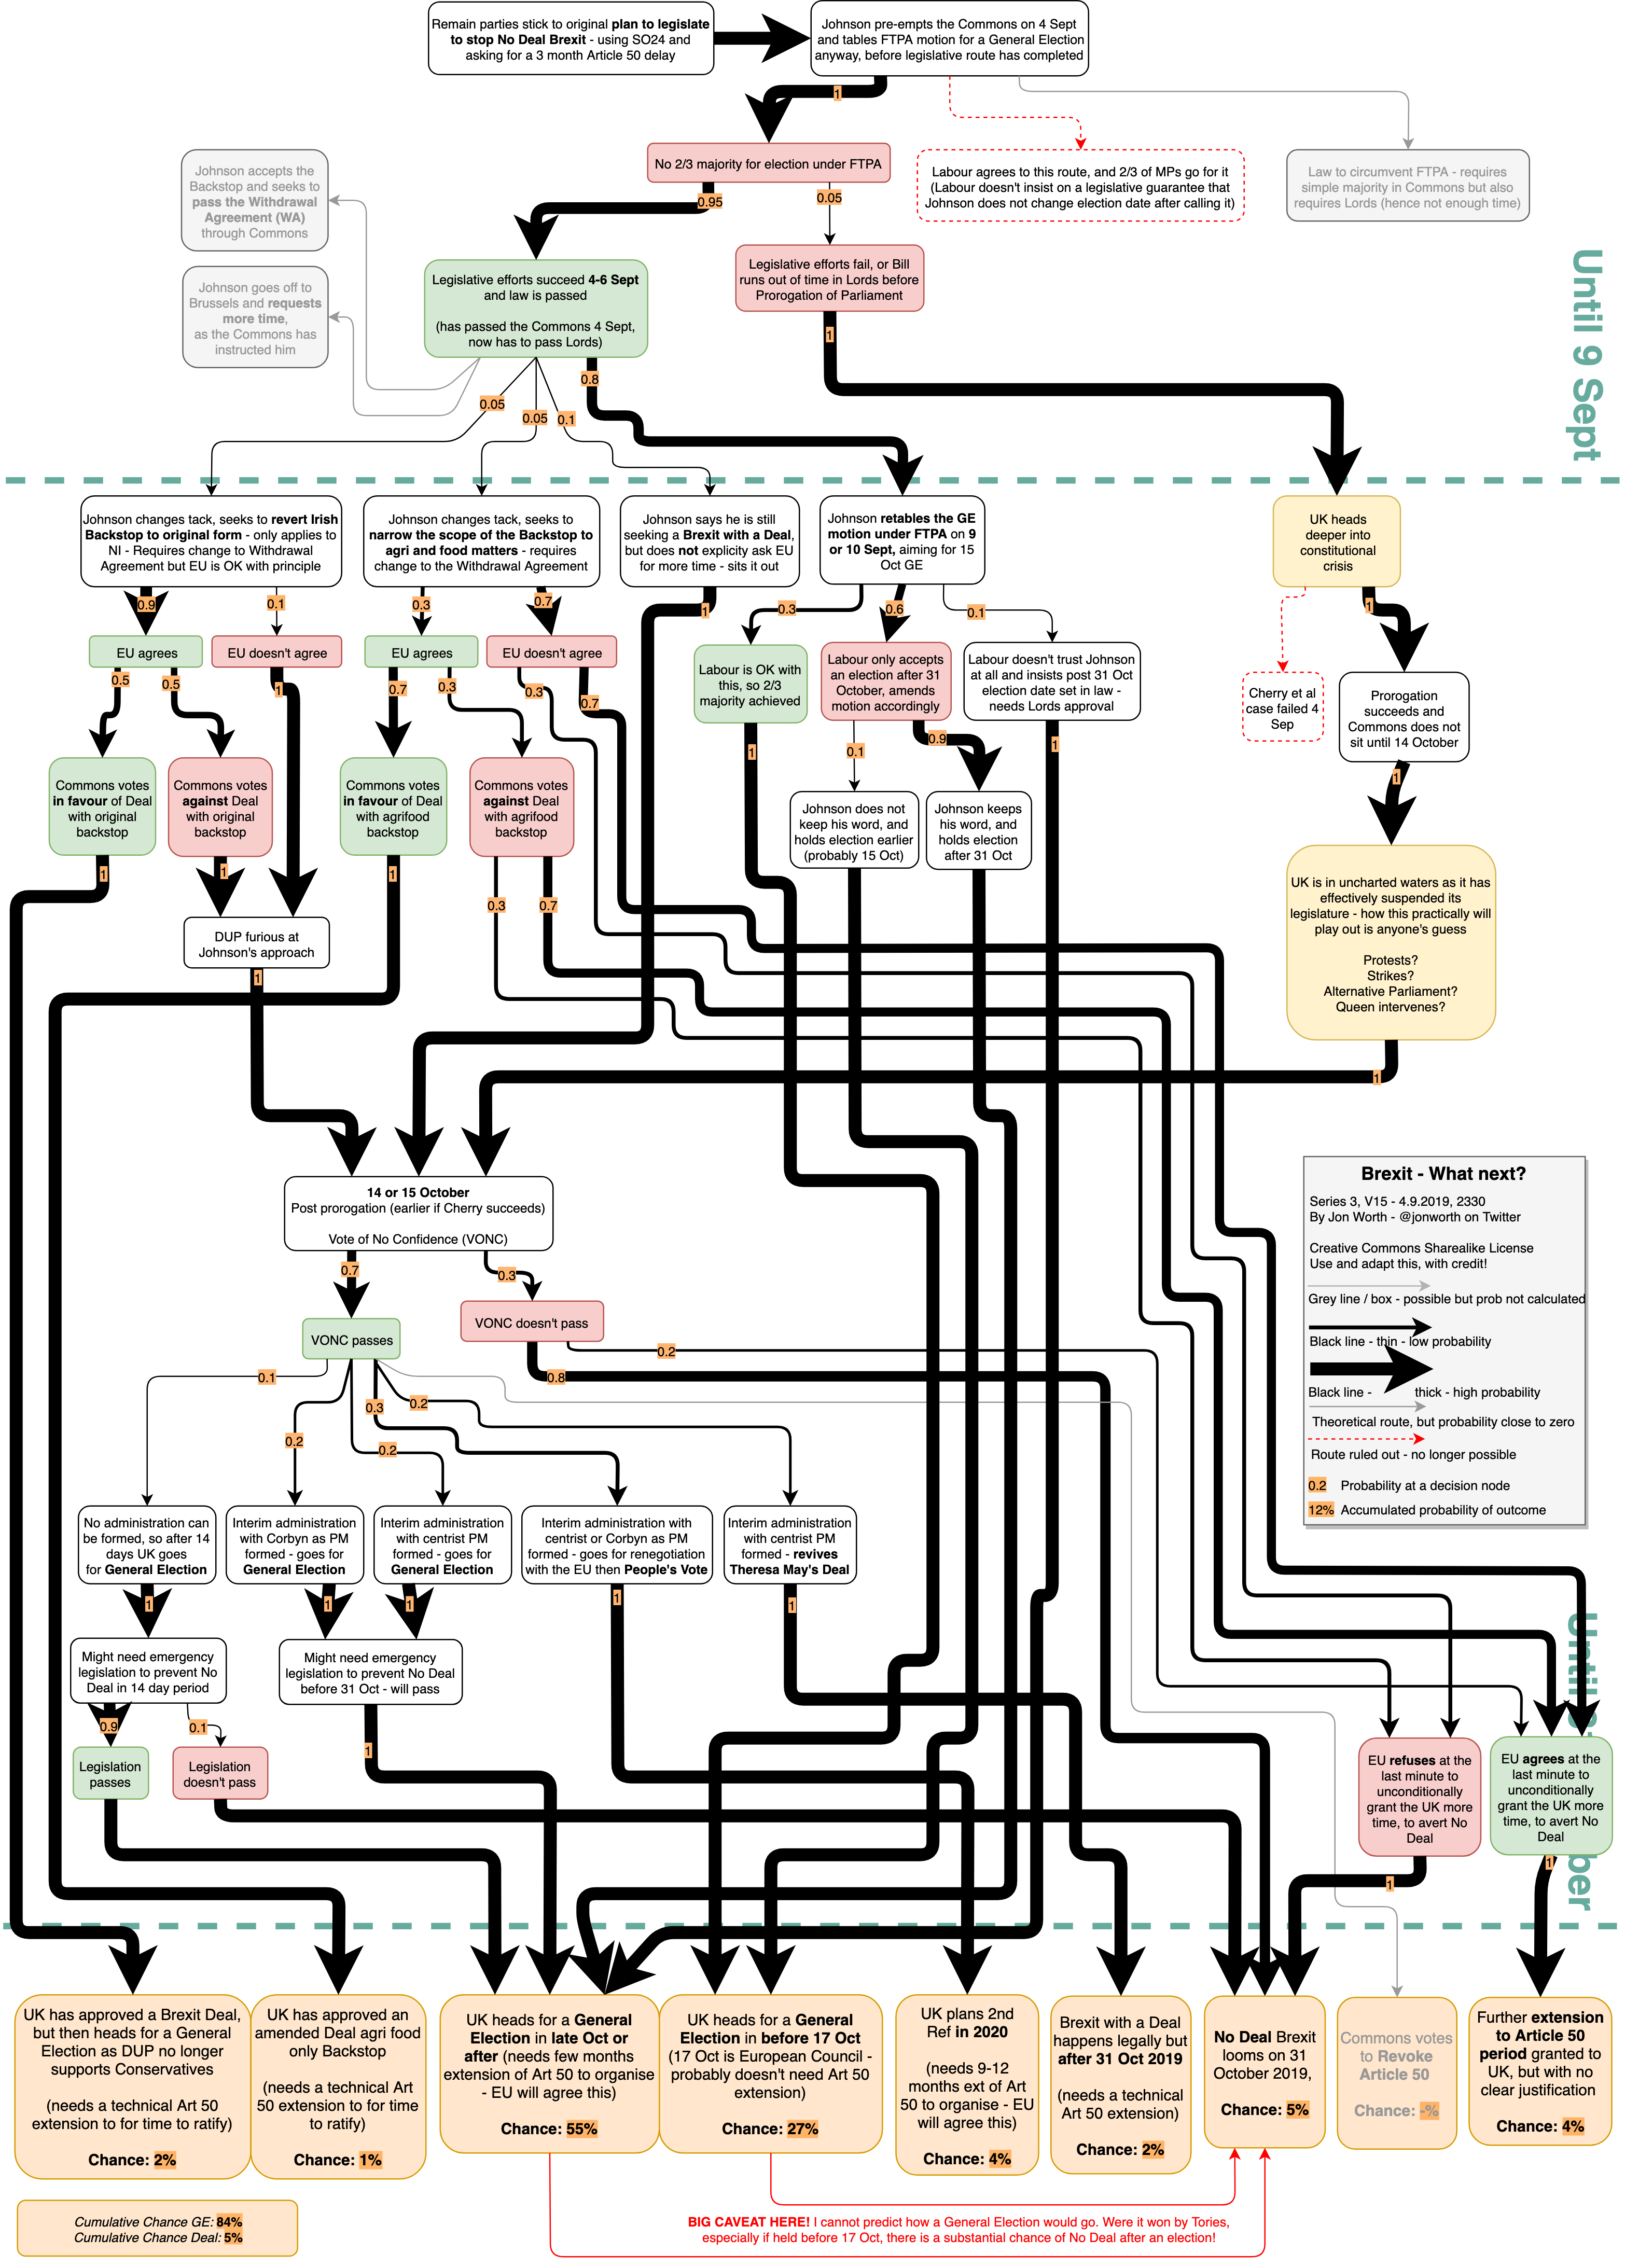 Remain parties stick to original plan to legislate
to stop No Deal Brexit - using SO24 and
asking for a 3 month Article 50 delay
Johnson pre-empts the Commons on 4 Sept
and tables FTPA motion for a General Election
anyway, before legislative route has completed
1
No 2/3 majority for election under FTPA
Labour agrees to this route, and 2/3 of MPs go for it
(Labour doesn't insist on a legislative guarantee that
Johnson does not change election date after calling it)
Law to circumvent FTPA - requires
simple majority in Commons but also
requires Lords (hence not enough time)
Johnson accepts the
Backstop and seeks to
pass the Withdrawal
Agreement (WA)
through Commons
0.95
0.05
Johnson goes off to
Brussels and requests
more time,
as the Commons has
instructed him
Legislative efforts succeed 4-6 Sept
and law is passed
(has passed the Commons 4 Sept,
now has to pass Lords)
Legislative efforts fail, or Bill
runs out of time in Lords before
Prorogation of Parliament
Until 9 Sept
1
0.8
0.05
0.05
0.1
Johnson changes tack, seeks to revert Irish
Backstop to original form - only applies to
NI - Requires change to Withdrawal
Agreement but EU is OK with principle
Johnson changes tack, seeks to
narrow the scope of the Backstop to
agri and food matters - requires
change to the Withdrawal Agreement
Johnson says he is still
seeking a Brexit with a Deal,
but does not explicity ask EU
for more time - sits it out
Johnson retables the GE
motion under FTPA on 9
or 10 Sept, aiming for 15
Oct GE
UK heads
deeper into
constitutional
crisis
0.9
0.1
0.3
0.7
1
0.3
0.6
0.1
1
EU agrees
EU doesn't agree
EU agrees
EU doesn't agree
Labour is OK with
this, so 2/3
majority achieved
Labour only accepts
an election after 31
October, amends
motion accordingly
Labour doesn't trust Johnson
at all and insists post 31 Oct
election date set in law -
needs Lords approval
Cherry et al
case failed 4
Sep
Prorogation
succeeds and
Commons does not
sit until 14 October
0.5
0.5
1
0.7
0.3
0.3
0.7
1
0.1
0.9
1
1
Commons votes
in favour of Deal
with original
backstop
Commons votes
against Deal
with original
backstop
Commons votes
in favour of Deal
with agrifood
backstop
Commons votes
against Deal
with agrifood
backstop
Johnson does not
keep his word, and
holds election earlier
(probably 15 Oct)
Johnson keeps
his word, and
holds election
after 31 Oct
UK is in uncharted waters as it has
effectively suspended its
legislature - how this practically will
play out is anyone's guess
Protests?
Strikes?
Alternative Parliament?
Queen intervenes?
1
1
1
0.3
0.7
DUP furious at
Johnson's approach
1
1
14 or 15 October
Post prorogation (earlier if Cherry succeeds)
Vote of No Confidence (VONC)
0.7
0.3
VONC passes
VONC doesn't pass
0.2
0.8
0.1
0.2
0.2
0.3
0.2
Brexit - What next?
Series 3, V15 - 4.9.2019, 2330
By Jon Worth - @jonworth on Twitter
Creative Commons Sharealike License
Use and adapt this, with credit!
Grey line / box - possible but prob not calculated
Black line - thin - low probability
Black line - thick - high probability
Theoretical route, but probability close to zero
Route ruled out - no longer possible
0.2 Probability at a decision node
12% Accumulated probability of outcome
No administration can
be formed, so after 14
days UK goes
for General Election
Interim administration
with Corbyn as PM
formed - goes for
General Election
Interim administration
with centrist PM
formed - goes for
General Election
Interim administration with
centrist or Corbyn as PM
formed - goes for renegotiation
with the EU then People's Vote
Interim administration
with centrist PM
formed - revives
Theresa May's Deal
1
1
1
1
1
Might need emergency
legislation to prevent No
Deal in 14 day period
Might need emergency
legislation to prevent No Deal
before 31 Oct - will pass
0.9
0.1
1
Legislation
passes
Legislation
doesn't pass
EU refuses at the
last minute to
unconditionally
grant the UK more
time, to avert No
Deal
EU agrees at the
last minute to
unconditionally
grant the UK more
time, to avert No
Deal
1
1
UK has approved a Brexit Deal,
but then heads for a General
Election as DUP no longer
supports Conservatives
(needs a technical Art 50
extension to for time to ratify)
Chance: 2%
UK has approved an
amended Deal agri food
only Backstop
(needs a technical Art
50 extension to for time
to ratify)
Chance: 1%
UK heads for a General
Election in late Oct or
after (needs few months
extension of Art 50 to organise
- EU will agree this)
Chance: 55%
UK heads for a General
Election in before 17 Oct
(17 Oct is European Council -
probably doesn't need Art 50
extension)
Chance: 27%
UK plans 2nd
Ref in 2020
(needs 9-12
months ext of Art
50 to organise - EU
will agree this)
Chance: 4%
Brexit with a Deal
happens legally but
after 31 Oct 2019
(needs a technical
Art 50 extension)
Chance: 2%
No Deal Brexit
looms on 31
October 2019,
Chance: 5%
Commons votes
to Revoke
Article 50
Chance: -%
Further extension
to Article 50
period granted to
UK, but with no
clear justification
Chance: 4%
Cumulative Chance GE: 84%
Cumulative Chance Deal: 5%
BIG CAVEAT HERE! I cannot predict how a General Election would go. Were it won by Tories,
especially if held before 17 Oct, there is a substantial chance of No Deal after an election!